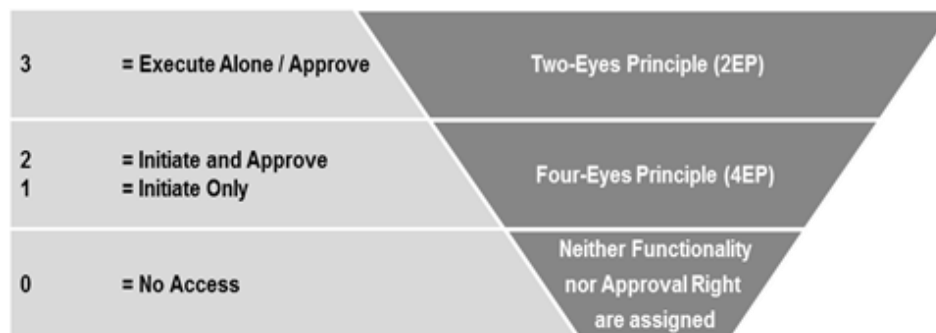 3 = Execute Alone / Approve Two-Eyes Principle (2EP)
2 = Initiate and Approve
1 = Initiate Only
Four-Eyes Principle (4EP)
0 = No Access
Neither Functionality
nor Approval Right
are assigned